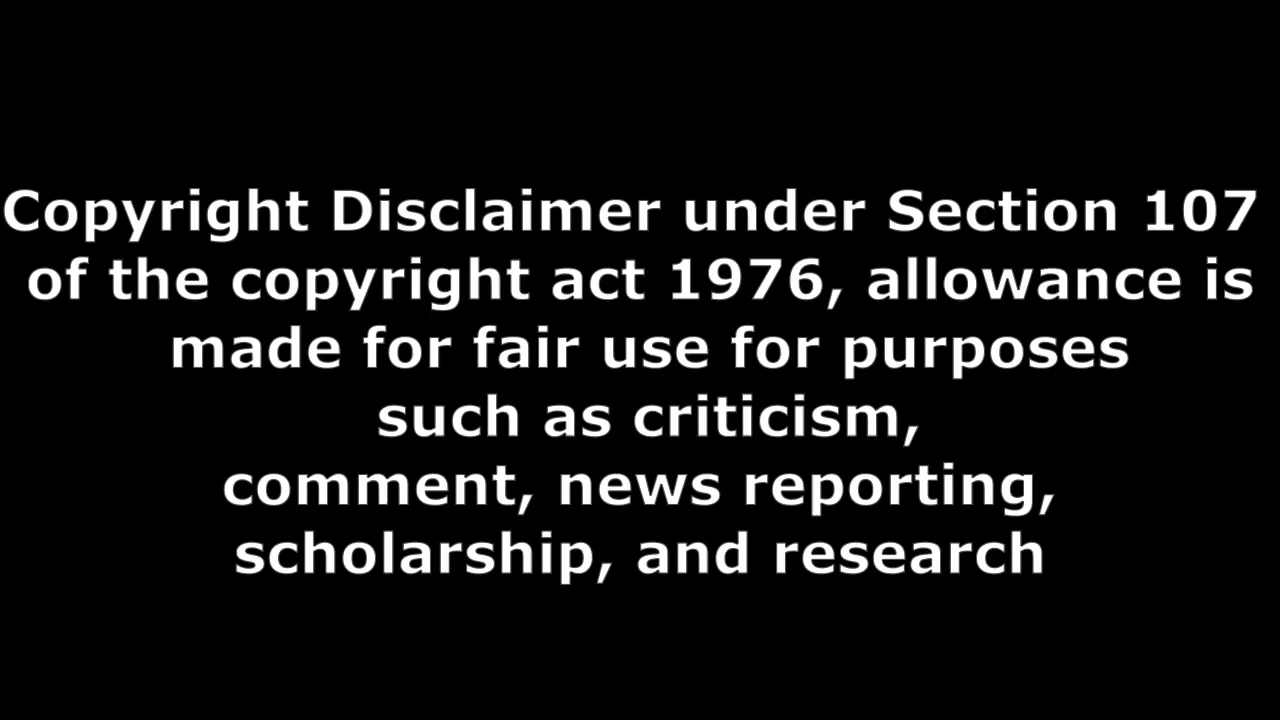 Copyright Disclaimer under Section 107
of the copyright act 1976, allowance is
made for fair use for purposes
such as criticism,
comment, news reporting,
scholarship, and research